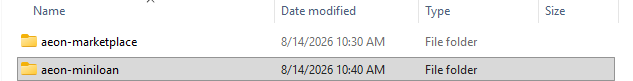 Name Date modified Type Size
aeon-marketplace 8/14/2026 10:30 AM File folder
aeon-miniloan 8/14/2026 10:40 AM File folder